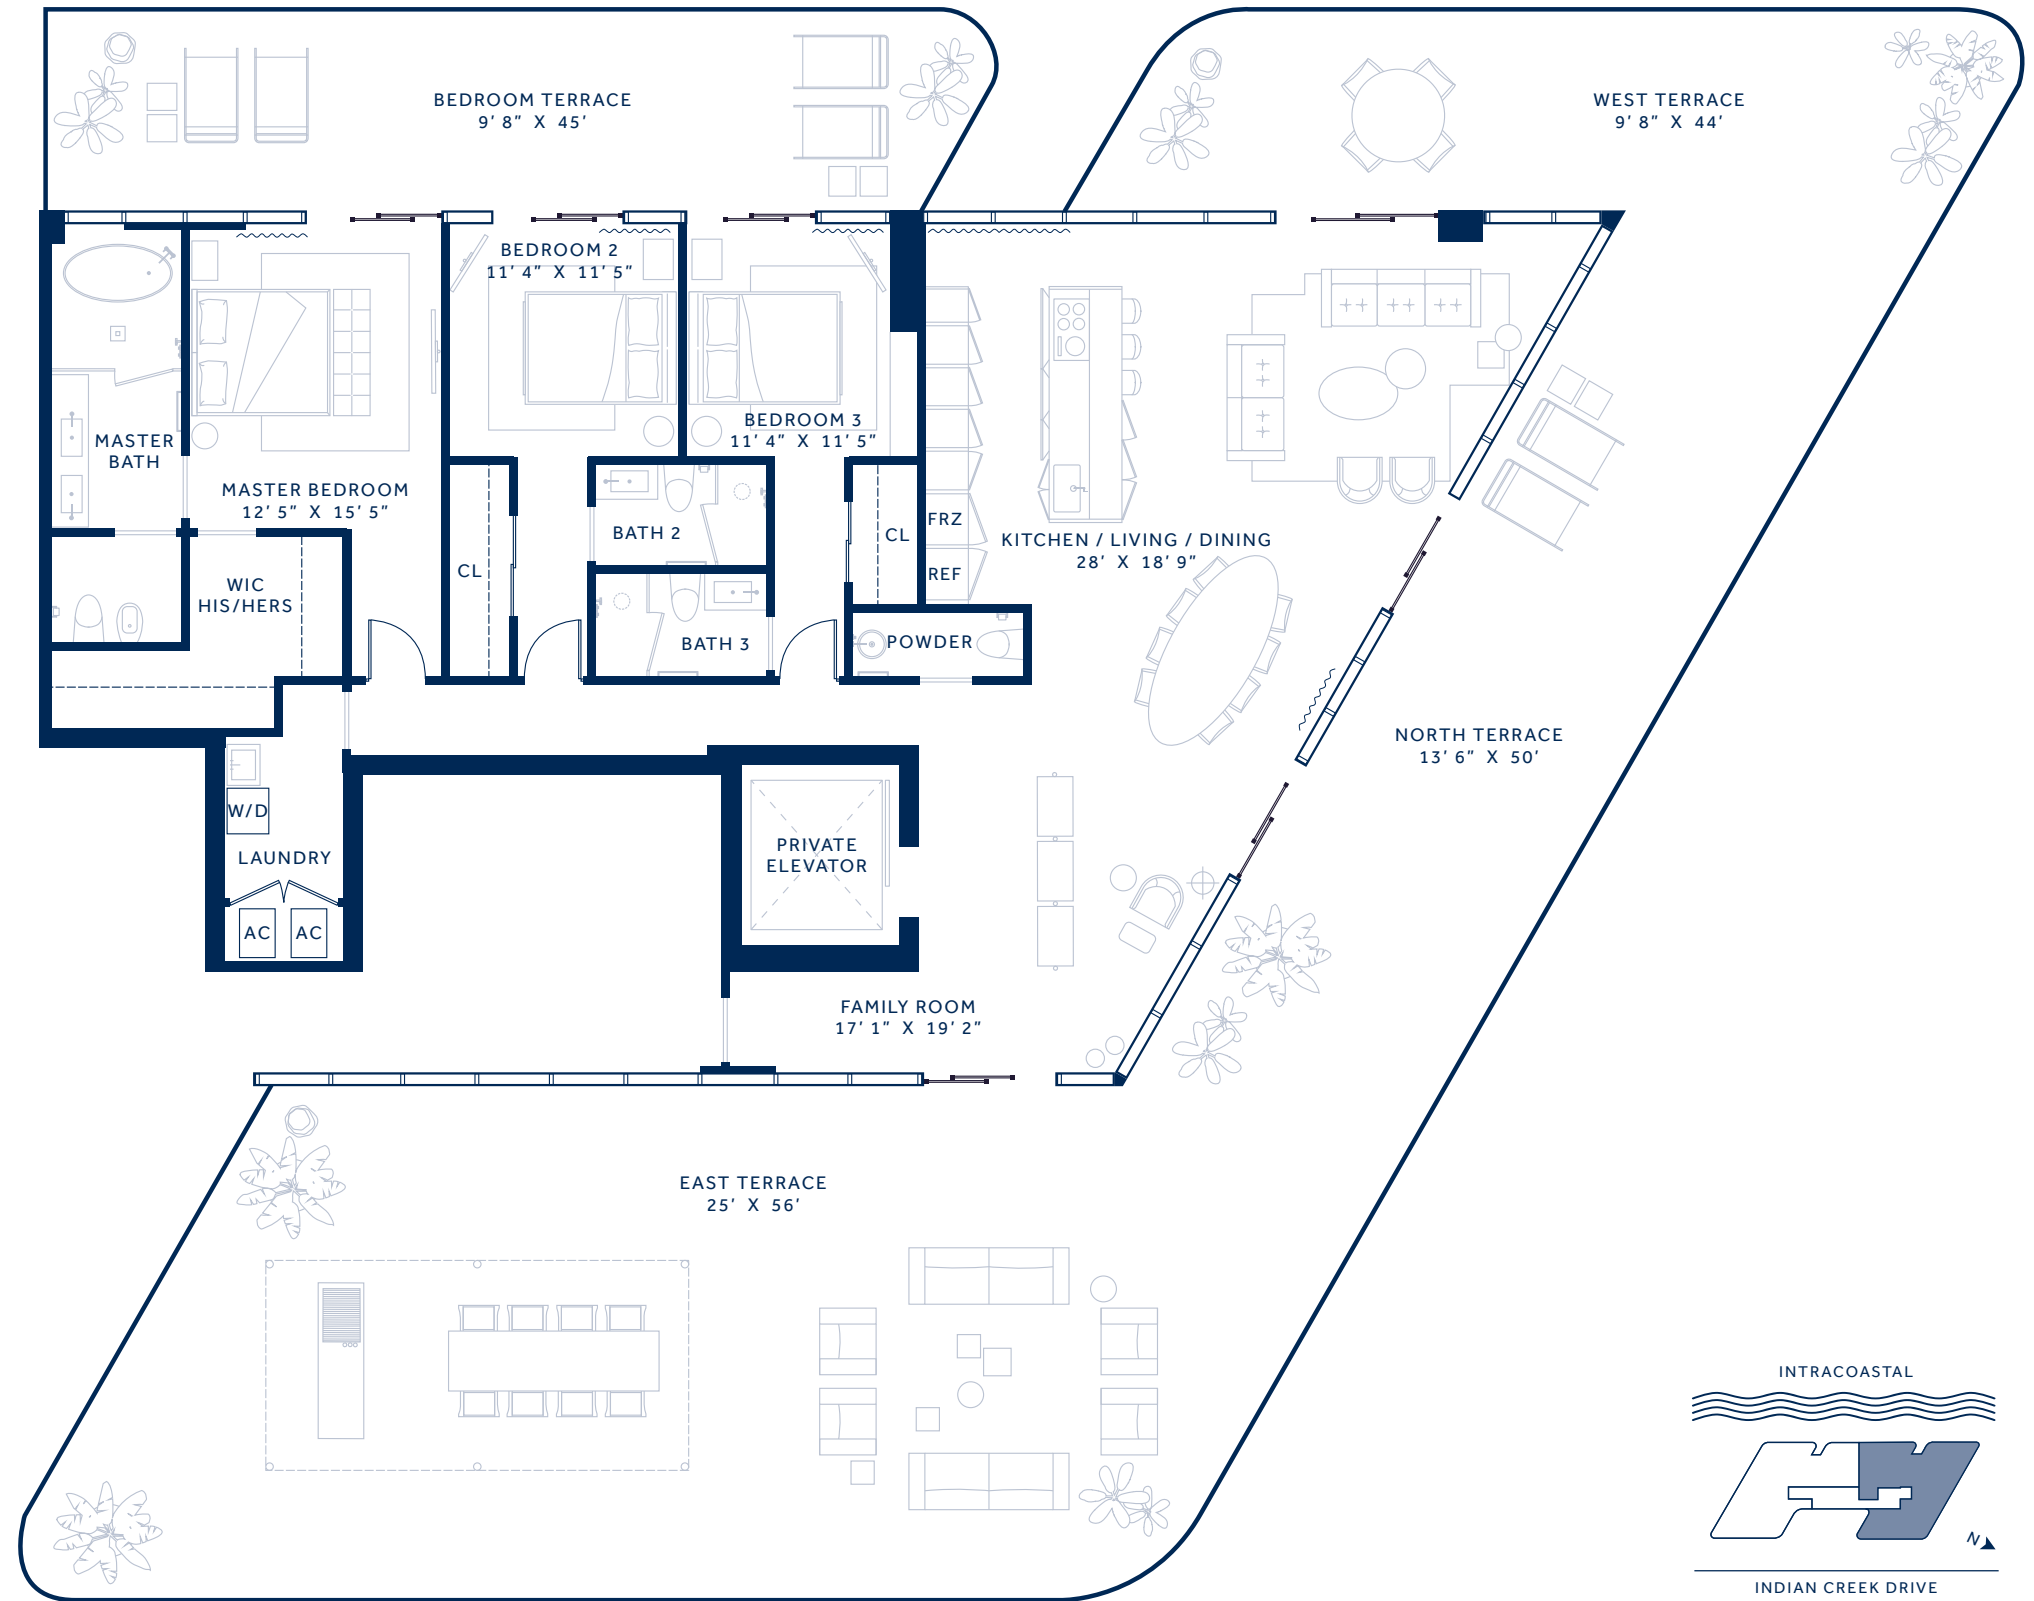 BEDROOM TERRACE
9' 8" X 45'
WEST TERRACE
9' 8" X 44'
BEDROOM 2
11' 4" X 11' 5"
BEDROOM 3
11' 4" X 11' 5"
MASTER
BATH
MASTER BEDROOM
12' 5" X 15' 5"
BATH 2
CL
FRZ
KITCHEN / LIVING / DINING
28' X 18' 9"
CL
REF
WIC
HIS/HERS
BATH 3
POWDER
NORTH TERRACE
13' 6" X 50'
W/D
LAUNDRY
PRIVATE
ELEVATOR
AC
AC
FAMILY ROOM
17' 1" X 19' 2"
EAST TERRACE
25' X 56'
INTRACOASTAL
N
INDIAN CREEK DRIVE